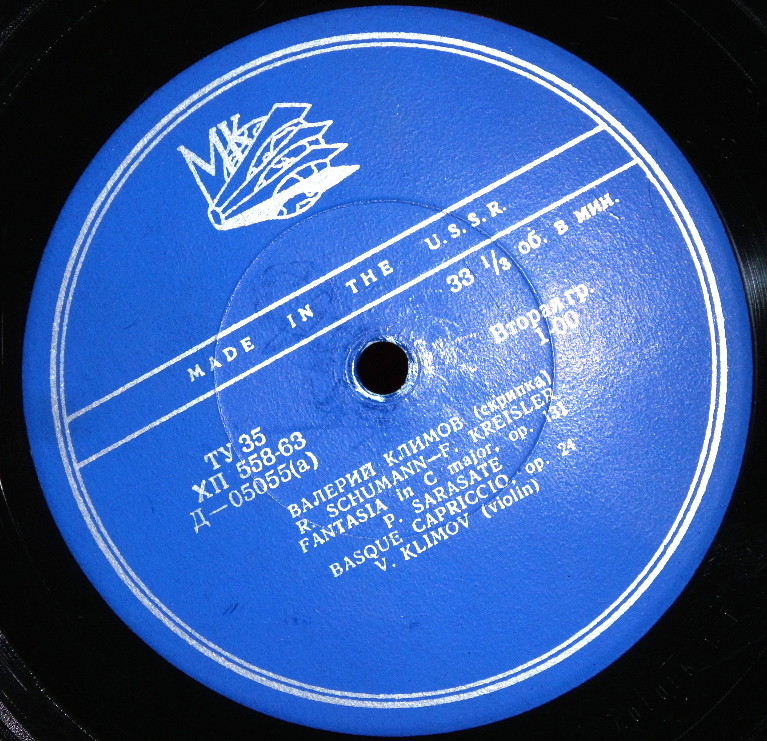 МК
MADE IN THE U.S.S.R.
33 1/3 об. в мин.
Вторая гр.
1-00
ТУ 35
ХП 558-63
Д—05055(а)
ВАЛЕРИЙ КЛИМОВ (скрипка)
R. SCHUMANN—F. KREISLER
FANTASIA in C major, op. 131
P. SARASATE
BASQUE CAPRICCIO, op. 24
V. KLIMOV (violin)